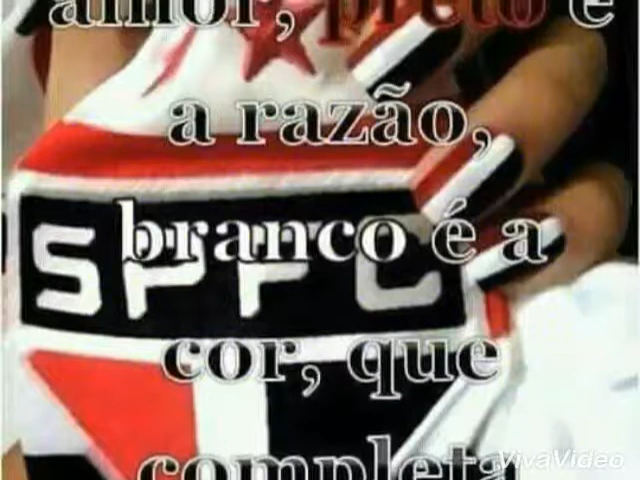 amor, preto é
a razão,
branco é a
SPFC
cor, que
completa
VivaVideo